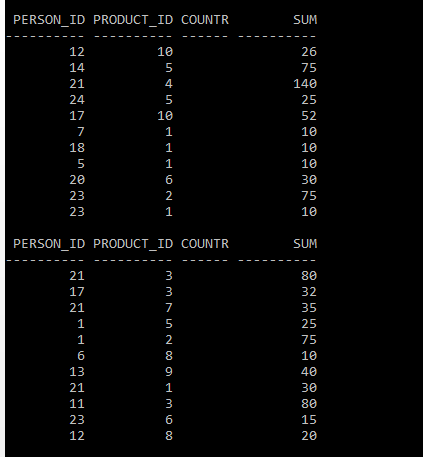 PERSON_ID PRODUCT_ID COUNTR SUM
---------- ---------- ------ ----------
12 10 26
14 5 75
21 4 140
24 5 25
17 10 52
7 1 10
18 1 10
5 1 10
20 6 30
23 2 75
23 1 10
PERSON_ID PRODUCT_ID COUNTR SUM
---------- ---------- ------ ----------
21 3 80
17 3 32
21 7 35
1 5 25
1 2 75
6 8 10
13 9 40
21 1 30
11 3 80
23 6 15
12 8 20